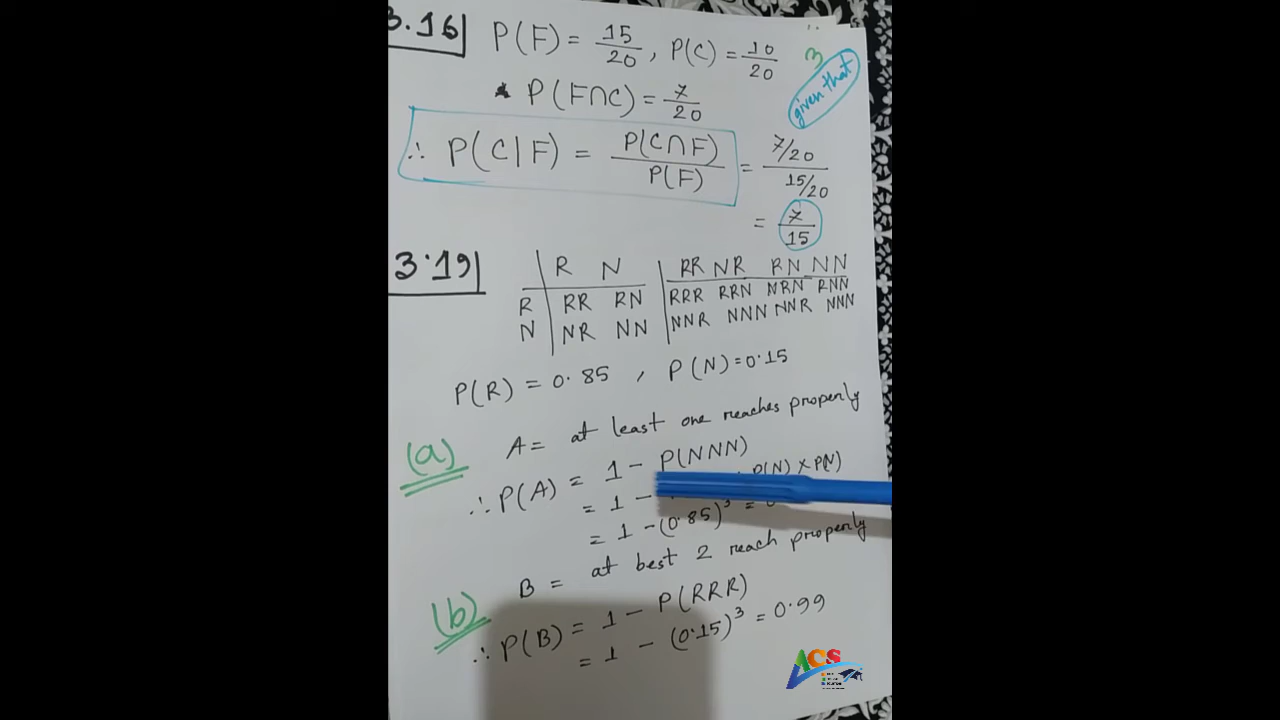 3.16| P(F) = 15/20 , P(C) = 10/20
3
given that
P(F∩C) = 7/20
∴ P(C|F) = P(C∩F)/P(F) = 7/20 / 15/20
= 7/15
3.19|
R N
R RR RN
N NR NN
RR NR RN NN
RRR RRN NRN RNN
NNR NNN NNR NNN
P(R) = 0.85 , P(N) = 0.15
(a) A = at least one reaches properly
∴ P(A) = 1 - P(NNN)
= 1 - P(N) × P(N)
= 1 - (0.85)³ = 0
(b) B = at best 2 reach properly
∴ P(B) = 1 - P(RRR)
= 1 - (0.15)³ = 0.99
ACS